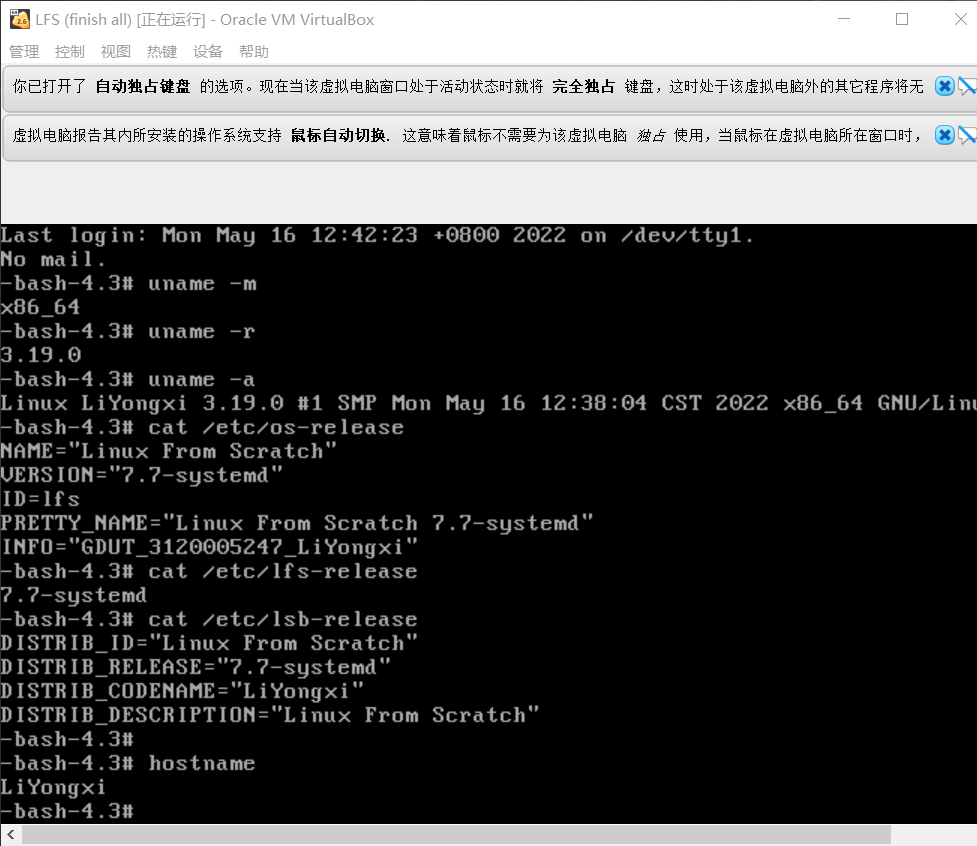 LFS (finish all) [正在运行] - Oracle VM VirtualBox
管理 控制 视图 热键 设备 帮助
你已打开了 自动独占键盘 的选项。现在当该虚拟电脑窗口处于活动状态时就将 完全独占 键盘，这时处于该虚拟电脑外的其它程序将无
虚拟电脑报告其内所安装的操作系统支持 鼠标自动切换. 这意味着鼠标不需要为该虚拟电脑 独占 使用，当鼠标在虚拟电脑所在窗口时，
Last login: Mon May 16 12:42:23 +0800 2022 on /dev/tty1.
No mail.
-bash-4.3# uname -m
x86_64
-bash-4.3# uname -r
3.19.0
-bash-4.3# uname -a
Linux LiYongxi 3.19.0 #1 SMP Mon May 16 12:38:04 CST 2022 x86_64 GNU/Linu
-bash-4.3# cat /etc/os-release
NAME="Linux From Scratch"
VERSION="7.7-systemd"
ID=lfs
PRETTY_NAME="Linux From Scratch 7.7-systemd"
INFO="GDUT_3120005247_LiYongxi"
-bash-4.3# cat /etc/lfs-release
7.7-systemd
-bash-4.3# cat /etc/lsb-release
DISTRIB_ID="Linux From Scratch"
DISTRIB_RELEASE="7.7-systemd"
DISTRIB_CODENAME="LiYongxi"
DISTRIB_DESCRIPTION="Linux From Scratch"
-bash-4.3#
-bash-4.3# hostname
LiYongxi
-bash-4.3#